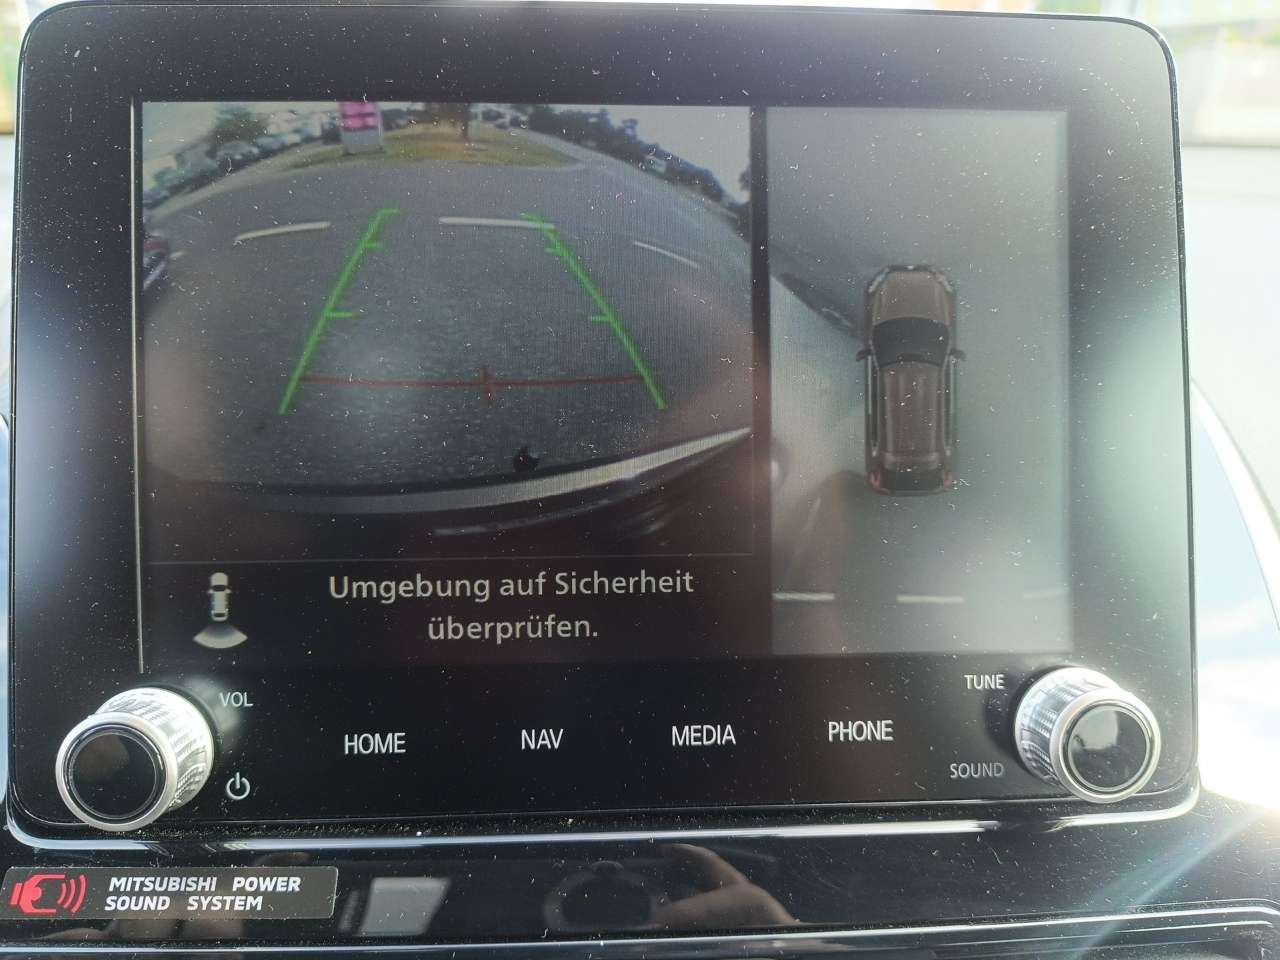 Umgebung auf Sicherheit
überprüfen.
VOL
TUNE
HOME
NAV
MEDIA
PHONE
SOUND
MITSUBISHI POWER
SOUND SYSTEM